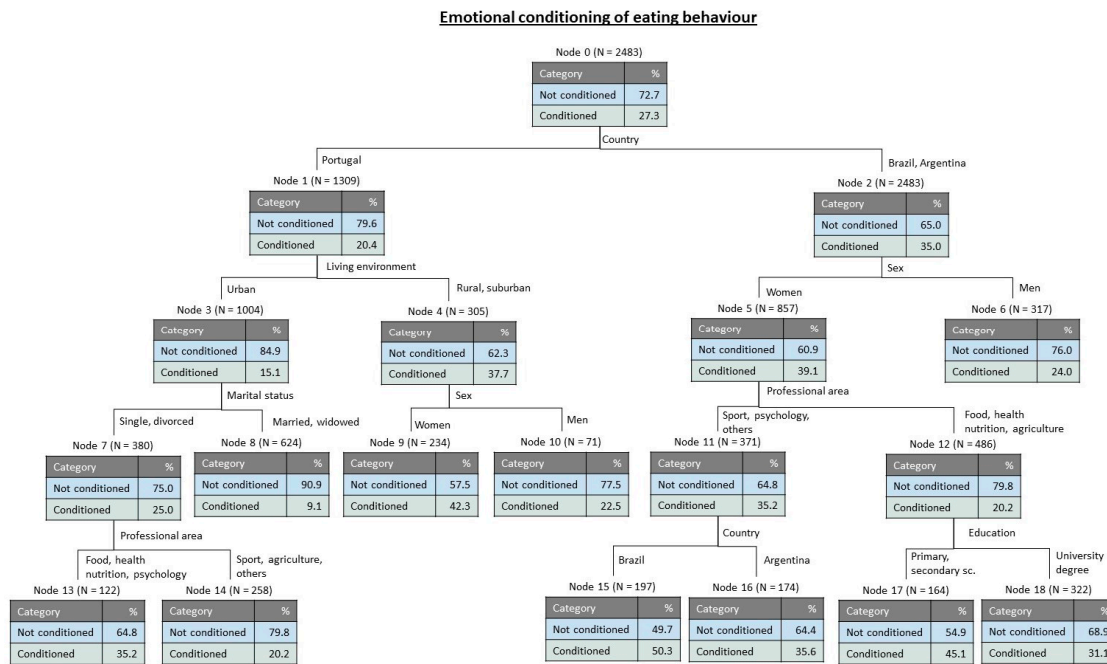 Emotional conditioning of eating behaviour
Node 0 (N = 2483)
Category %
Not conditioned 72.7
Conditioned 27.3
Country
Portugal
Brazil, Argentina
Node 1 (N = 1309)
Category %
Not conditioned 79.6
Conditioned 20.4
Node 2 (N = 2483)
Category %
Not conditioned 65.0
Conditioned 35.0
Living environment
Sex
Urban
Rural, suburban
Women
Men
Node 3 (N = 1004)
Category %
Not conditioned 84.9
Conditioned 15.1
Node 4 (N = 305)
Category %
Not conditioned 62.3
Conditioned 37.7
Node 5 (N = 857)
Category %
Not conditioned 60.9
Conditioned 39.1
Node 6 (N = 317)
Category %
Not conditioned 76.0
Conditioned 24.0
Marital status
Sex
Professional area
Single, divorced
Married, widowed
Women
Men
Sport, psychology,
others
Food, health
nutrition, agriculture
Node 7 (N = 380)
Category %
Not conditioned 75.0
Conditioned 25.0
Node 8 (N = 624)
Category %
Not conditioned 90.9
Conditioned 9.1
Node 9 (N = 234)
Category %
Not conditioned 57.5
Conditioned 42.3
Node 10 (N = 71)
Category %
Not conditioned 77.5
Conditioned 22.5
Node 11 (N = 371)
Category %
Not conditioned 64.8
Conditioned 35.2
Node 12 (N = 486)
Category %
Not conditioned 79.8
Conditioned 20.2
Professional area
Country
Education
Food, health
nutrition, psychology
Sport, agriculture,
others
Brazil
Argentina
Primary,
secondary sc.
University
degree
Node 13 (N = 122)
Category %
Not conditioned 64.8
Conditioned 35.2
Node 14 (N = 258)
Category %
Not conditioned 79.8
Conditioned 20.2
Node 15 (N = 197)
Category %
Not conditioned 49.7
Conditioned 50.3
Node 16 (N = 174)
Category %
Not conditioned 64.4
Conditioned 35.6
Node 17 (N = 164)
Category %
Not conditioned 54.9
Conditioned 45.1
Node 18 (N = 322)
Category %
Not conditioned 68.9
Conditioned 31.1